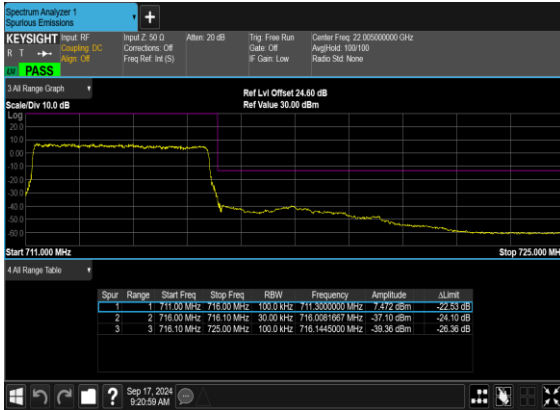 Spectrum Analyzer 1
Spurious Emissions
KEYSIGHT Input: RF Input Z: 50 Ω Atten: 20 dB Trig: Free Run Center Freq: 22.005000000 GHz
R T Coupling: DC Corrections: Off Gate: Off Avg|Hold: 100/100
Align: Off Freq Ref: Int (S) IF Gain: Low Radio Std: None
PASS
3 All Range Graph
Ref Lvl Offset 24.60 dB
Scale/Div 10.0 dB Ref Value 30.00 dBm
Log
20.0
10.0
0.00
-10.0
-20.0
-30.0
-40.0
-50.0
-60.0
Start 711.000 MHz Stop 725.000 MH
4 All Range Table
Spur Range Start Freq Stop Freq RBW Frequency Amplitude ΔLimit
1 1 711.00 MHz 716.00 MHz 100.0 kHz 711.3000000 MHz 7.472 dBm -22.53 dB
2 2 716.00 MHz 716.10 MHz 30.00 kHz 716.0081667 MHz -37.10 dBm -24.10 dB
3 3 716.10 MHz 725.00 MHz 100.0 kHz 716.1445000 MHz -39.36 dBm -26.36 dB
Sep 17, 2024
9:20:59 AM